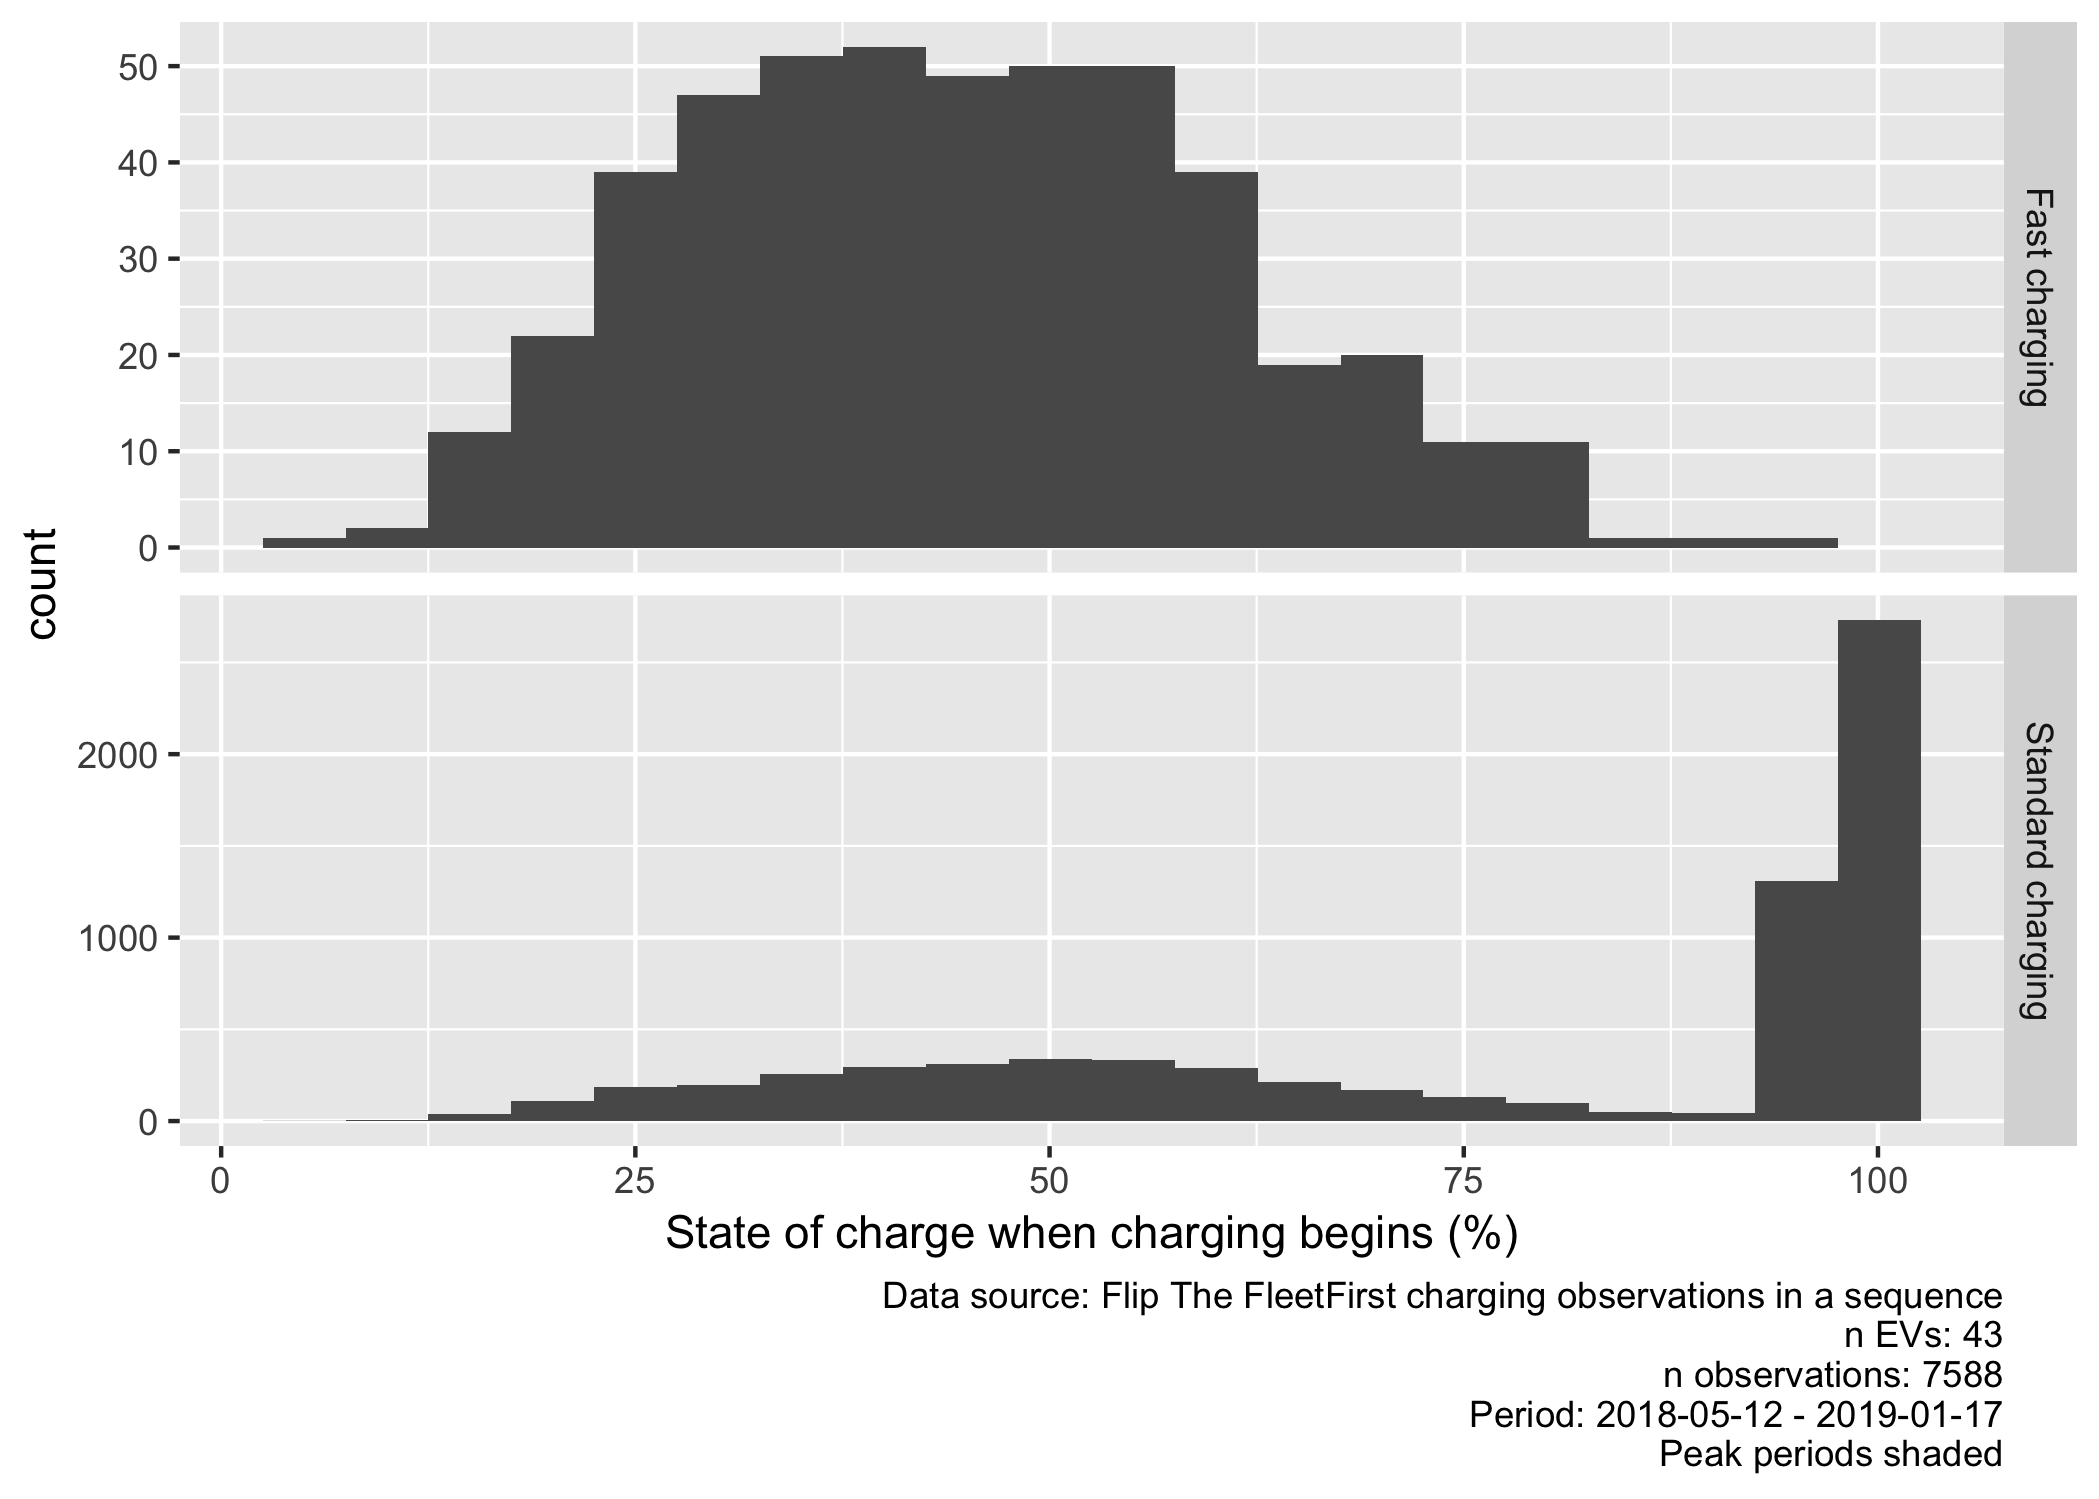 50
40
30
20
10
0
Fast charging
count
2000
1000
0
Standard charging
0 25 50 75 100
State of charge when charging begins (%)
Data source: Flip The FleetFirst charging observations in a sequence
n EVs: 43
n observations: 7588
Period: 2018-05-12 - 2019-01-17
Peak periods shaded